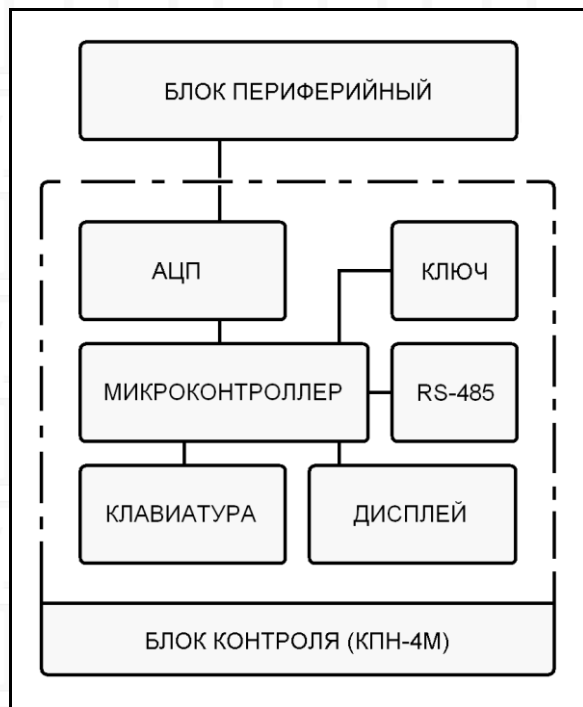 БЛОК ПЕРИФЕРИЙНЫЙ
АЦП
КЛЮЧ
МИКРОКОНТРОЛЛЕР
RS-485
КЛАВИАТУРА
ДИСПЛЕЙ
БЛОК КОНТРОЛЯ (КПН-4М)